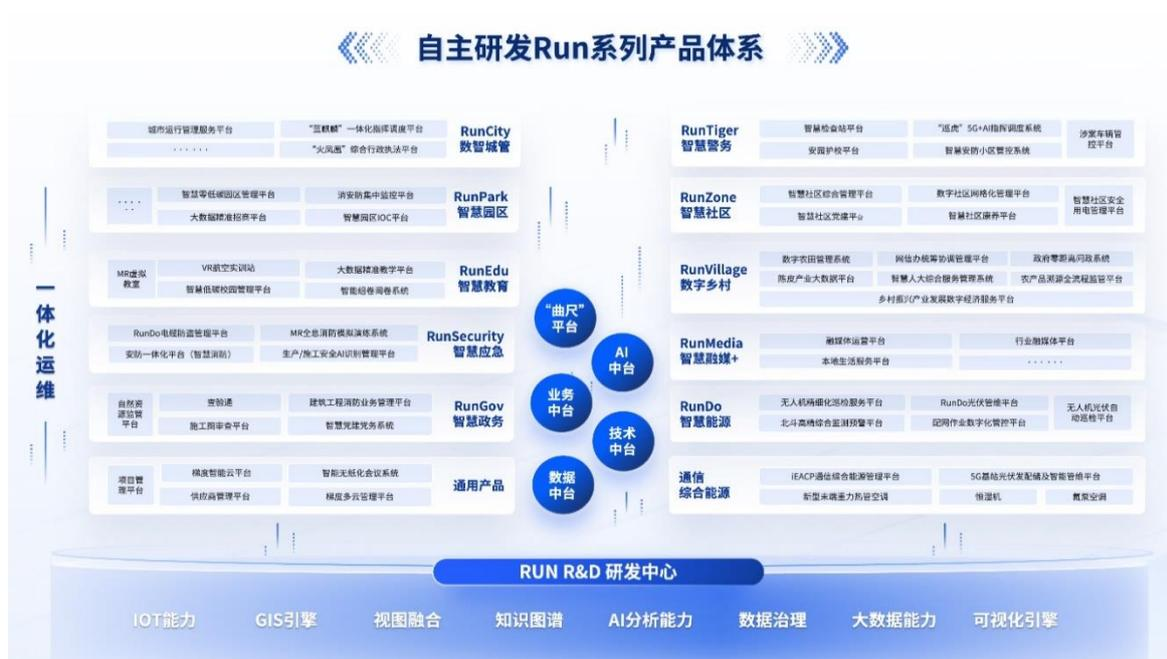 自主研发Run系列产品体系
一体化运维
城市运行管理服务平台
“蓝麒麟”一体化指挥调度平台
······
“火凤凰”综合行政执法平台
RunCity
数智城管
······
智慧零低碳园区管理平台
消安防集中监控平台
大数据精准招商平台
智慧园区IOC平台
RunPark
智慧园区
MR虚拟
教室
VR航空实训站
大数据精准教学平台
智慧低碳校园管理平台
智能组卷阅卷系统
RunEdu
智慧教育
RunDo电缆防盗管理平台
MR全息消防模拟演练系统
安防一体化平台（智慧消防）
生产/施工安全AI识别管理平台
RunSecurity
智慧应急
自然资
源监管
平台
查验通
建筑工程消防业务管理平台
施工图审查平台
智慧党建党务系统
RunGov
智慧政务
项目管
理平台
梯度智能云平台
智能无纸化会议系统
供应商管理平台
梯度多云管理平台
通用产品
“曲尺”
平台
AI
中台
业务
中台
技术
中台
数据
中台
RunTiger
智慧警务
智慧检查站平台
“巡虎”5G+AI指挥调度系统
安园护校平台
智慧安防小区管控系统
涉案车辆管
控平台
RunZone
智慧社区
智慧社区综合管理平台
数字社区网格化管理平台
智慧社区党建平台
智慧社区康养平台
智慧社区安全
用电管理平台
RunVillage
数字乡村
数字农田管理系统
网信办统筹协调管理平台
政府零距离问政系统
陈皮产业大数据平台
智慧人大综合服务管理系统
农产品溯源全流程监管平台
乡村振兴产业发展数字经济服务平台
RunMedia
智慧融媒+
融媒体运营平台
行业融媒体平台
本地生活服务平台
······
RunDo
智慧能源
无人机精细化巡检服务平台
RunDo光伏管维平台
北斗高精综合监测预警平台
配网作业数字化管控平台
无人机光伏自
动巡检平台
通信
综合能源
iEACP通信综合能源管理平台
5G基站光伏发配储及智能管维平台
新型末端重力热管空调
恒湿机
氟泵空调
RUN R&D 研发中心
IOT能力
GIS引擎
视图融合
知识图谱
AI分析能力
数据治理
大数据能力
可视化引擎